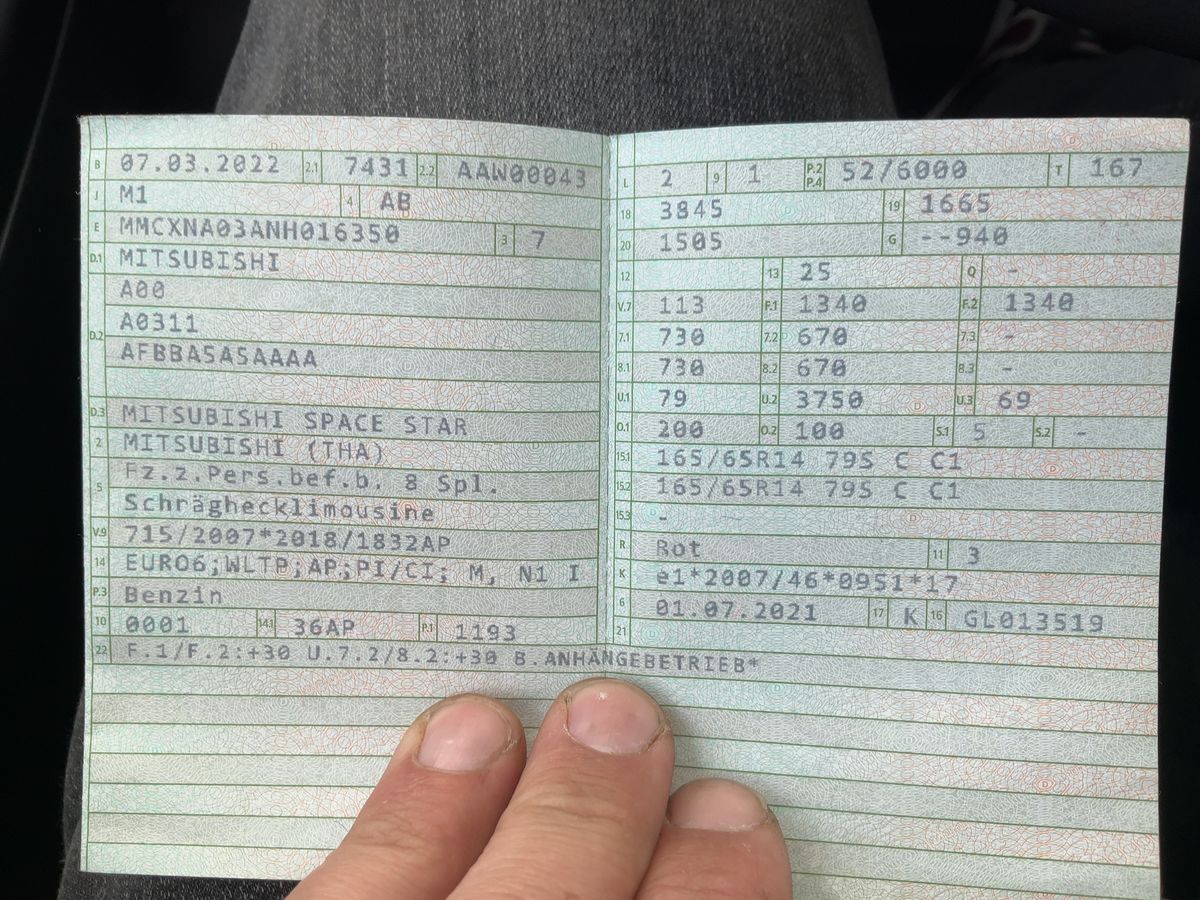 B 07.03.2022 2.1 7431 2.2 AAW00043
J M1 4 AB
E MMCXNA03ANH016350 3 7
D.1 MITSUBISHI
A00
D.2 A0311
AFBBA5A5AAAA
D.3 MITSUBISHI SPACE STAR
2 MITSUBISHI (THA)
5 Fz.z.Pers.bef.b. 8 Spl.
Schräghecklimousine
V.9 715/2007*2018/1832AP
14 EURO6;WLTP;AP;PI/CI; M, N1 I
P.3 Benzin
10 0001 14.1 36AP P.1 1193
22 F.1/F.2:+30 U.7.2/8.2:+30 B.ANHÄNGEBETRIEB*
L 2 9 1 P.2 P.4 52/6000 T 167
18 3845 19 1665
20 1505 G --940
12 13 25 Q -
V.7 113 F.1 1340 F.2 1340
7.1 730 7.2 670 7.3 -
8.1 730 8.2 670 8.3 -
U.1 79 U.2 3750 U.3 69
O.1 200 O.2 100 S.1 5 S.2 -
15.1 165/65R14 79S C C1
15.2 165/65R14 79S C C1
15.3 -
R Rot 11 3
K e1*2007/46*0951*17
6 01.07.2021 17 K 16 GL013519
21